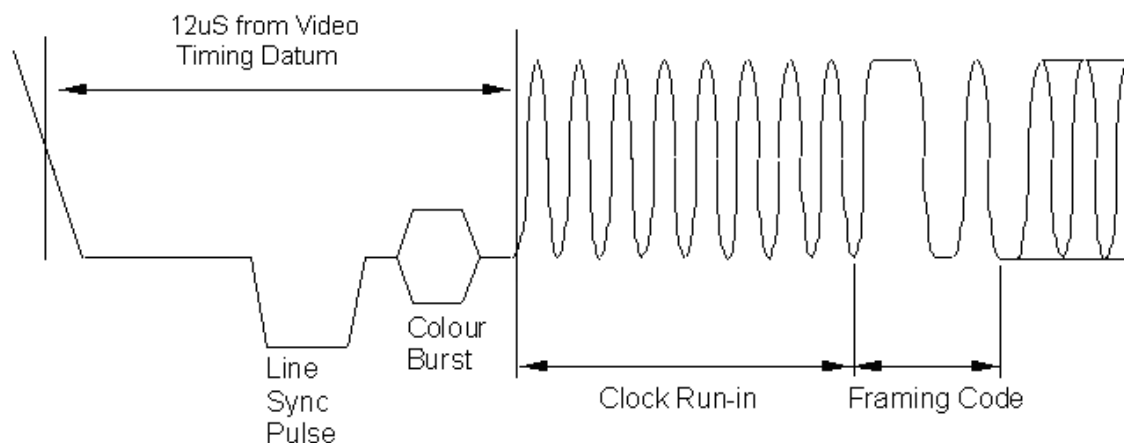 12uS from Video
Timing Datum
Line
Sync
Pulse
Colour
Burst
Clock Run-in
Framing Code